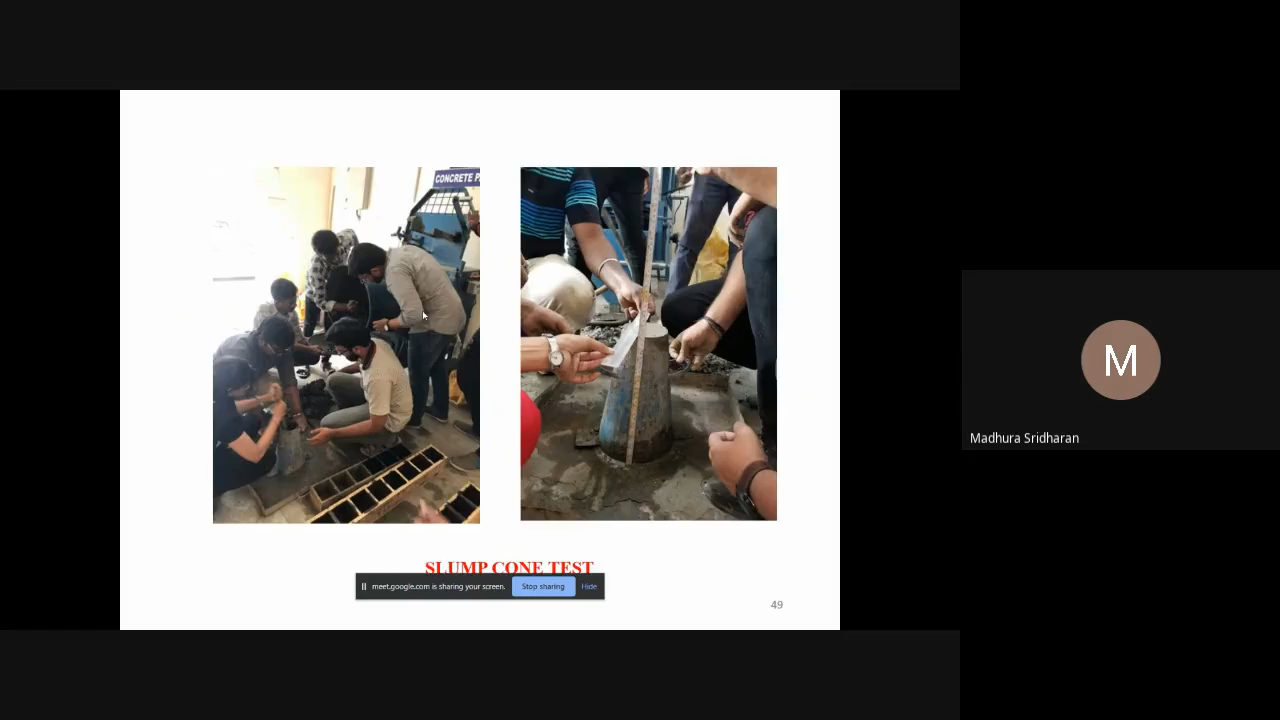 CONCRETE
SLUMP CONE TEST
meet.google.com is sharing your screen.
Stop sharing
Hide
49
M
Madhura Sridharan